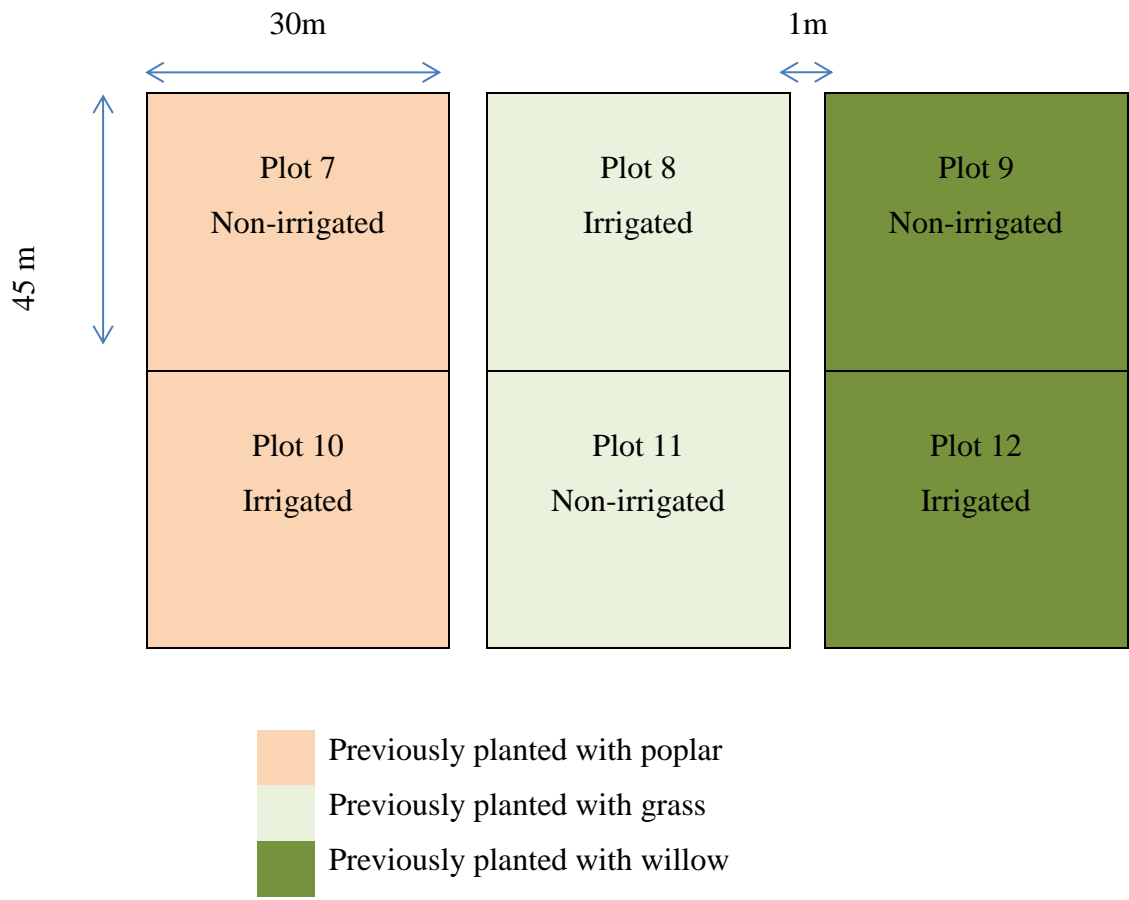 30m
1m
45 m
Plot 7
Non-irrigated
Plot 8
Irrigated
Plot 9
Non-irrigated
Plot 10
Irrigated
Plot 11
Non-irrigated
Plot 12
Irrigated
Previously planted with poplar
Previously planted with grass
Previously planted with willow